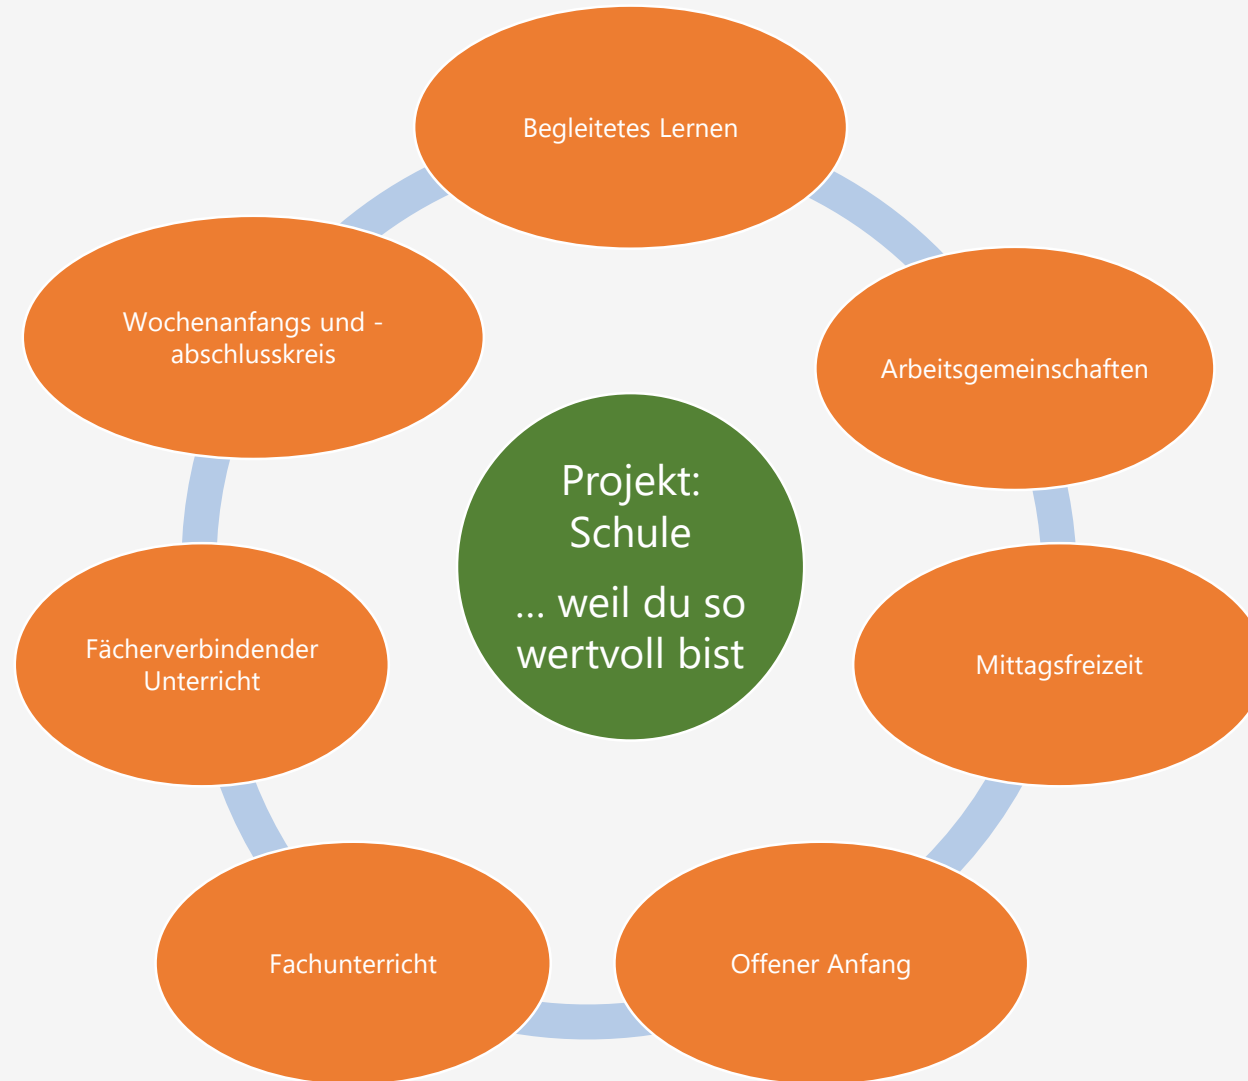 Begleitetes Lernen
Wochenanfangs und -
abschlusskreis
Arbeitsgemeinschaften
Projekt:
Schule
... weil du so
wertvoll bist
Fächerverbindender
Unterricht
Mittagsfreizeit
Fachunterricht
Offener Anfang